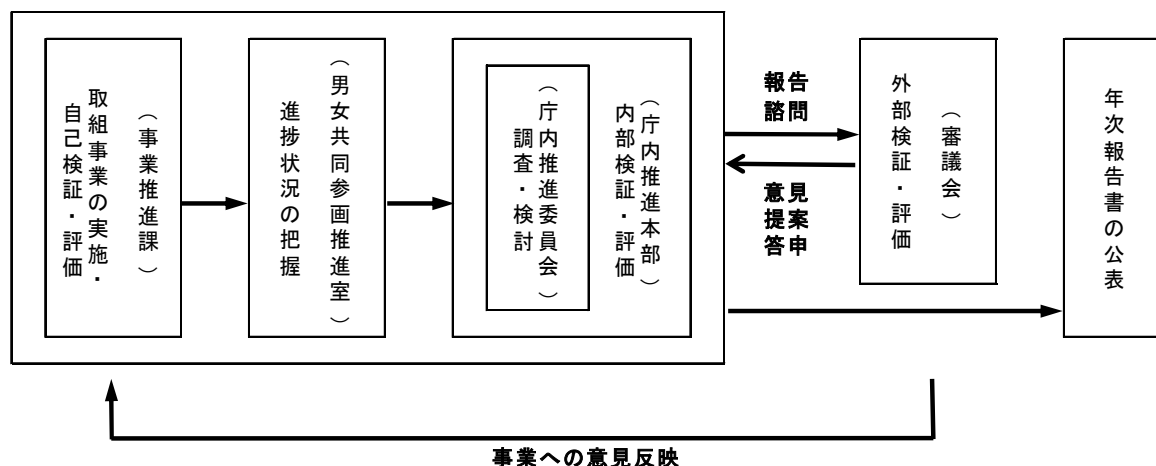 （事業推進課）
取組事業の実施・
自己検証・評価
（男女共同参画推進室）
進捗状況の把握
（庁内推進本部）
内部検証・評価
（庁内推進委員会）
調査・検討
報告
諮問
意見
提案
答申
（審議会）
外部検証・評価
年次報告書の公表
事業への意見反映